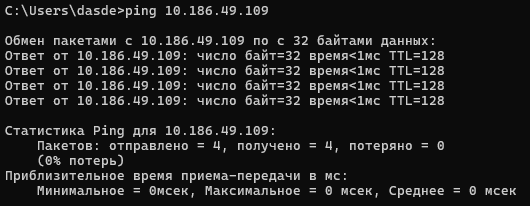 C:\Users\dasde>ping 10.186.49.109
Обмен пакетами с 10.186.49.109 по с 32 байтами данных:
Ответ от 10.186.49.109: число байт=32 время<1мс TTL=128
Ответ от 10.186.49.109: число байт=32 время<1мс TTL=128
Ответ от 10.186.49.109: число байт=32 время<1мс TTL=128
Ответ от 10.186.49.109: число байт=32 время<1мс TTL=128
Статистика Ping для 10.186.49.109:
Пакетов: отправлено = 4, получено = 4, потеряно = 0
(0% потерь)
Приблизительное время приема-передачи в мс:
Минимальное = 0мсек, Максимальное = 0 мсек, Среднее = 0 мсек